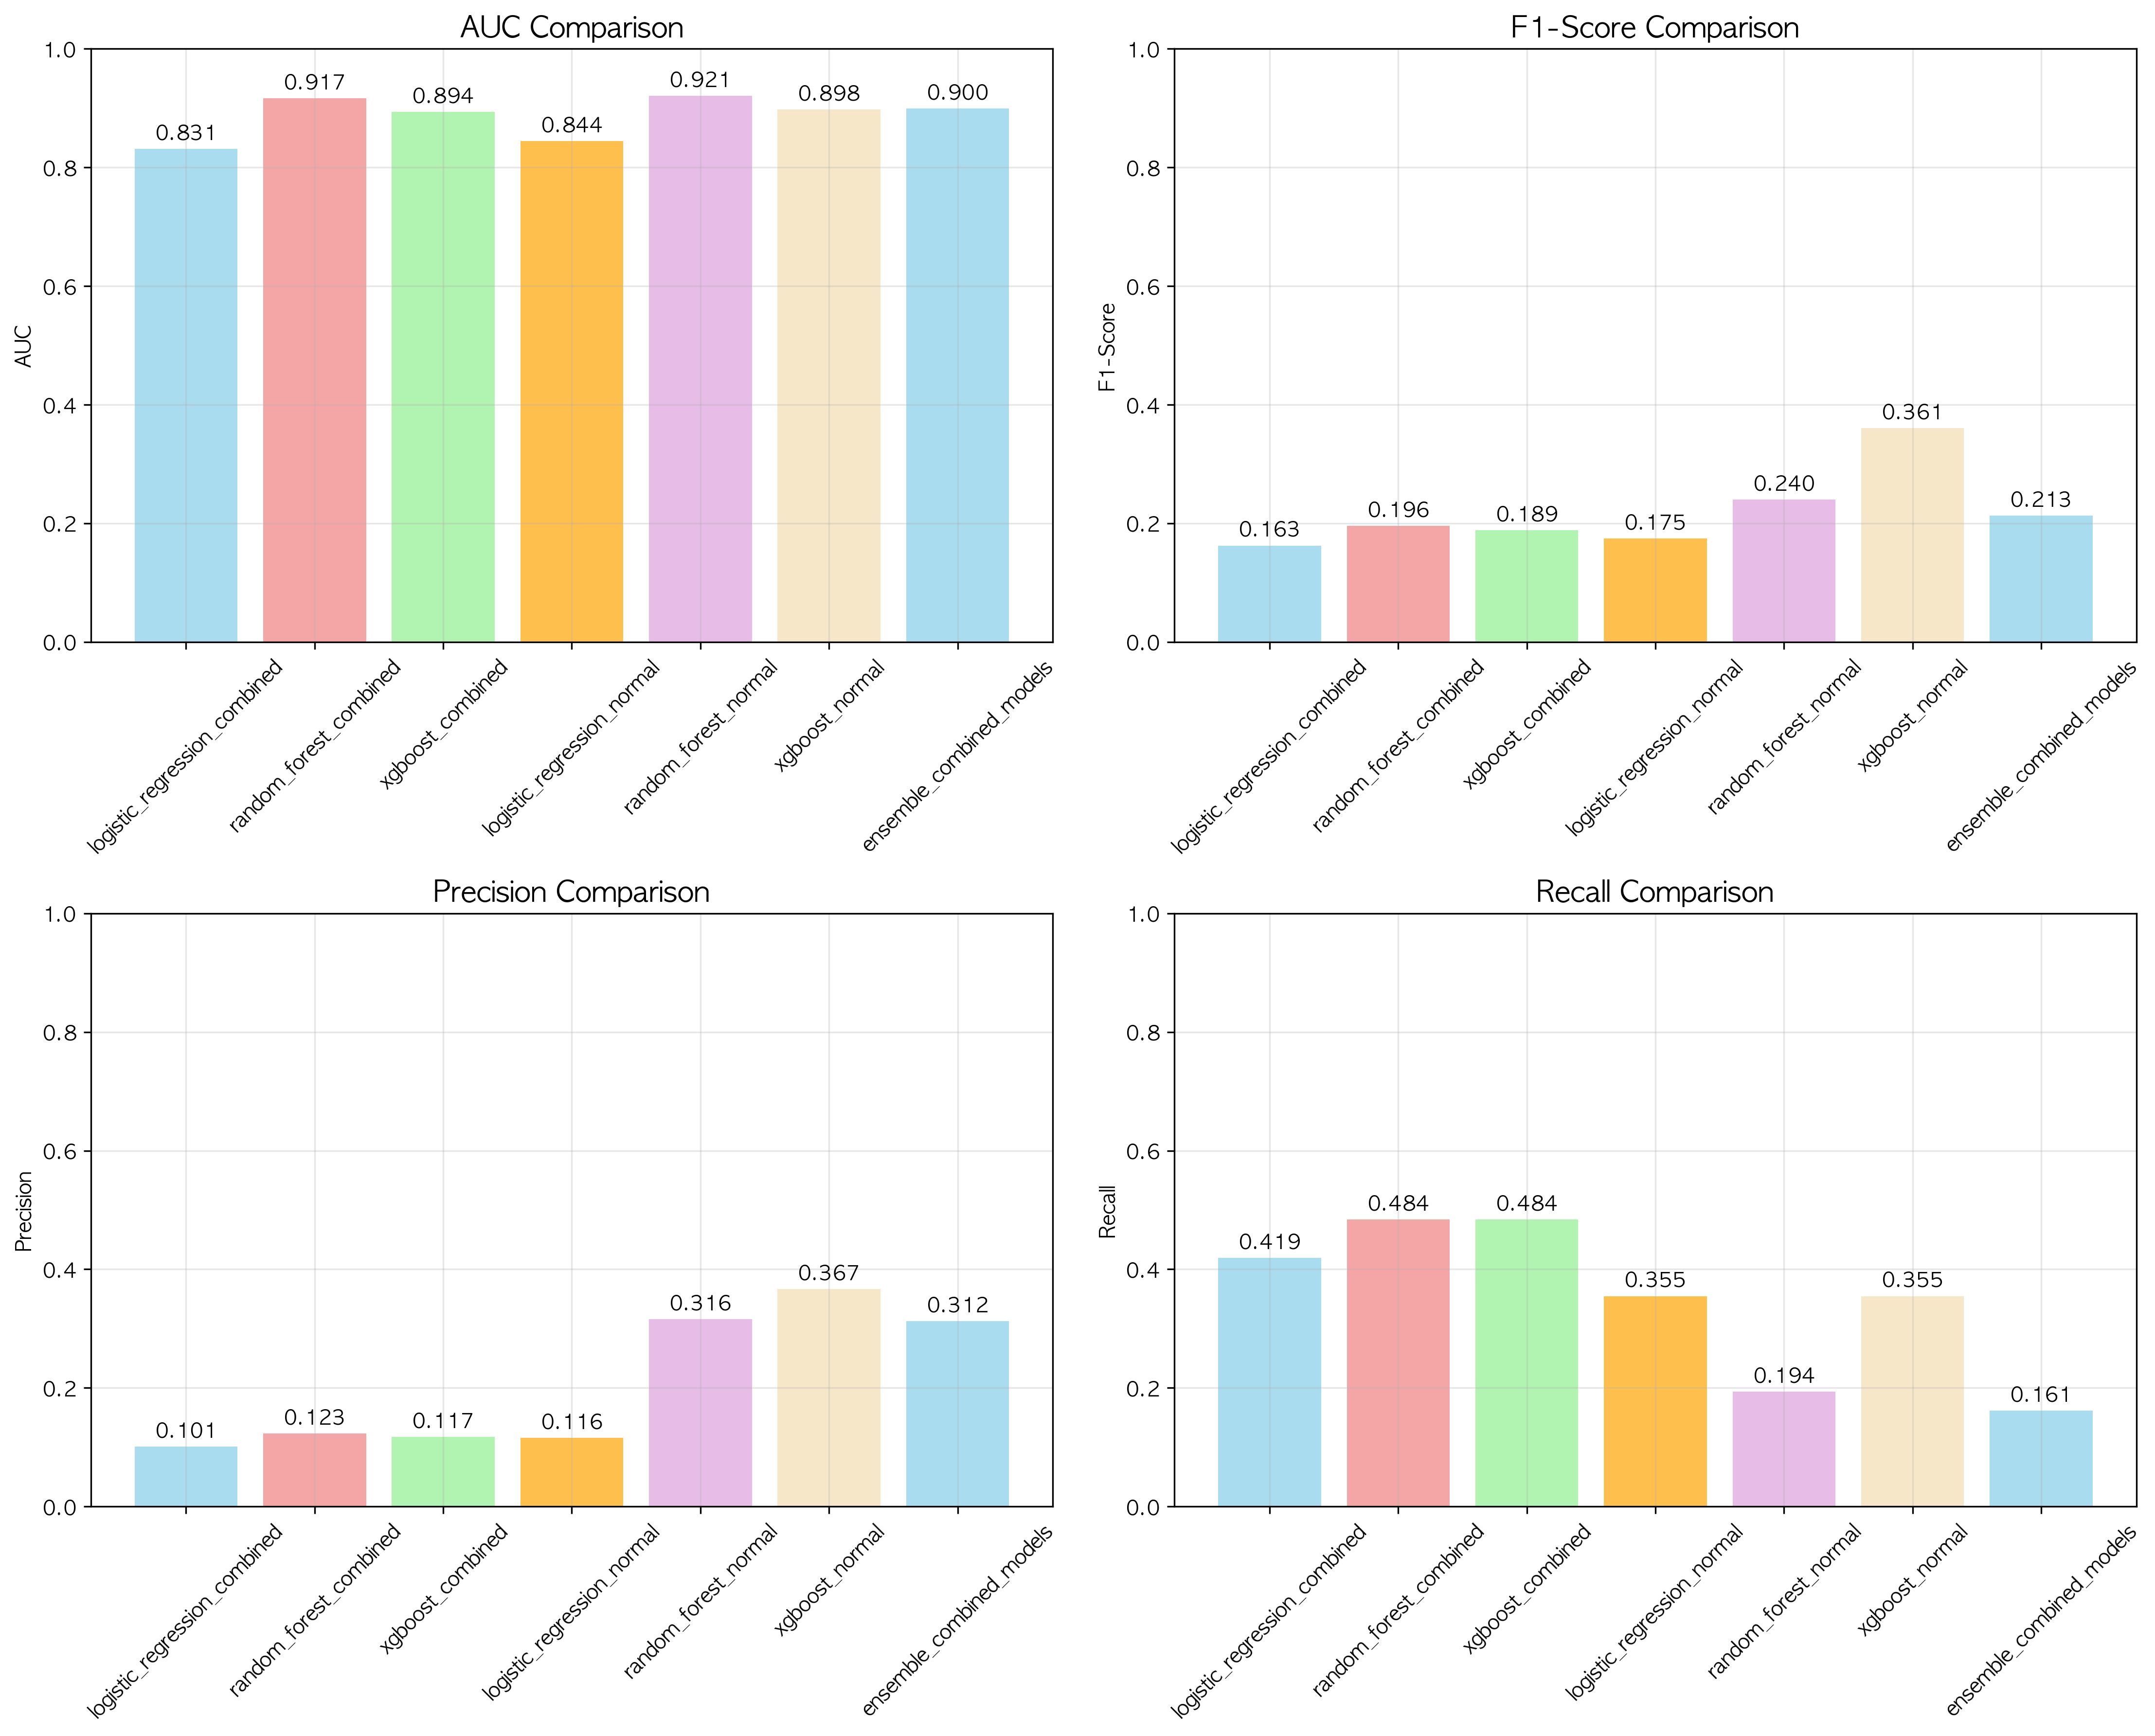 AUC Comparison
1.0
0.8
0.6
0.4
0.2
0.0
AUC
0.831
0.917
0.894
0.844
0.921
0.898
0.900
logistic_regression_combined
random_forest_combined
xgboost_combined
logistic_regression_normal
random_forest_normal
xgboost_normal
ensemble_combined_models
F1-Score Comparison
1.0
0.8
0.6
0.4
0.2
0.0
F1-Score
0.163
0.196
0.189
0.175
0.240
0.361
0.213
logistic_regression_combined
random_forest_combined
xgboost_combined
logistic_regression_normal
random_forest_normal
xgboost_normal
ensemble_combined_models
Precision Comparison
1.0
0.8
0.6
0.4
0.2
0.0
Precision
0.101
0.123
0.117
0.116
0.316
0.367
0.312
logistic_regression_combined
random_forest_combined
xgboost_combined
logistic_regression_normal
random_forest_normal
xgboost_normal
ensemble_combined_models
Recall Comparison
1.0
0.8
0.6
0.4
0.2
0.0
Recall
0.419
0.484
0.484
0.355
0.194
0.355
0.161
logistic_regression_combined
random_forest_combined
xgboost_combined
logistic_regression_normal
random_forest_normal
xgboost_normal
ensemble_combined_models